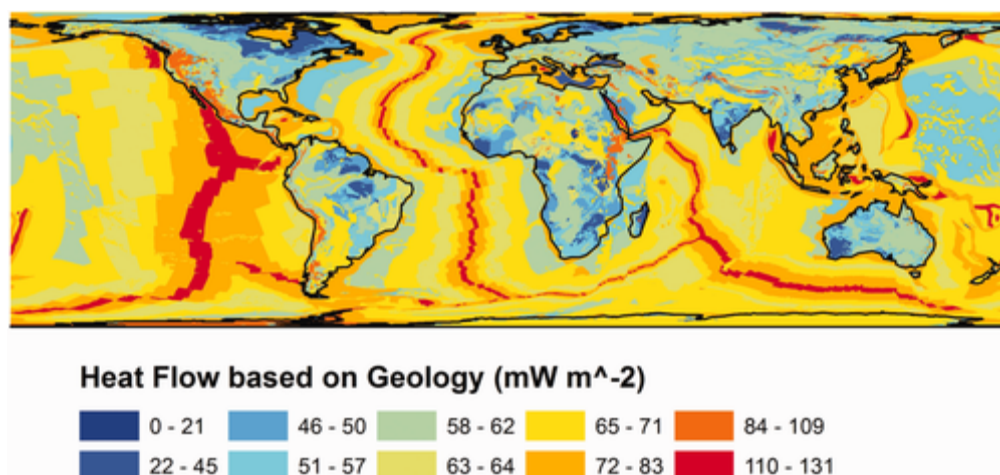 Heat Flow based on Geology (mW m^-2)
0 - 21 46 - 50 58 - 62 65 - 71 84 - 109
22 - 45 51 - 57 63 - 64 72 - 83 110 - 131